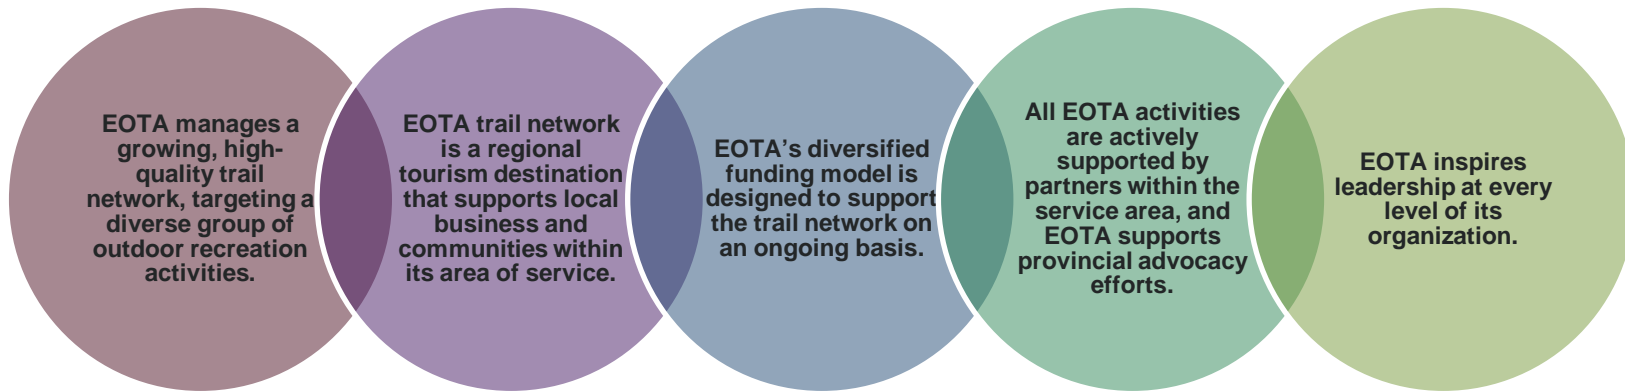 EOTA manages a
growing, high-
quality trail
network, targeting a
diverse group of
outdoor recreation
activities.
EOTA trail network
is a regional
tourism destination
that supports local
business and
communities within
its area of service.
EOTA’s diversified
funding model is
designed to support
the trail network on
an ongoing basis.
All EOTA activities
are actively
supported by
partners within the
service area, and
EOTA supports
provincial advocacy
efforts.
EOTA inspires
leadership at every
level of its
organization.